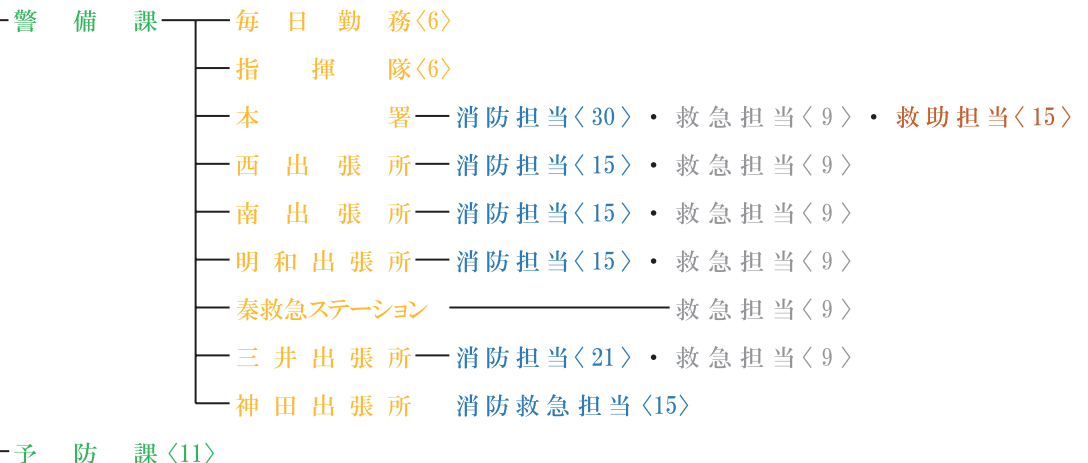 警備課 毎日勤務〈6〉
指揮隊〈6〉
本署 消防担当〈30〉・救急担当〈9〉・救助担当〈15〉
西出張所 消防担当〈15〉・救急担当〈9〉
南出張所 消防担当〈15〉・救急担当〈9〉
明和出張所 消防担当〈15〉・救急担当〈9〉
秦救急ステーション 救急担当〈9〉
三井出張所 消防担当〈21〉・救急担当〈9〉
神田出張所 消防救急担当〈15〉
予防課〈11〉